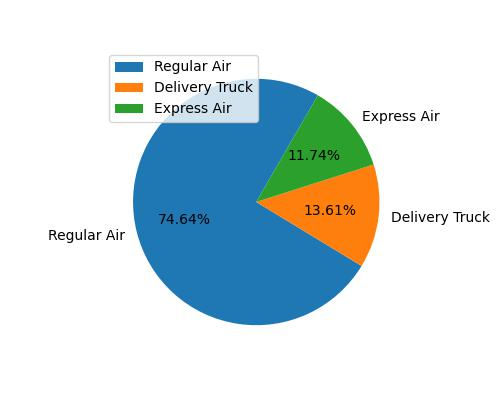 Regular Air
Delivery Truck
Express Air
Express Air
11.74%
74.64%
13.61%
Delivery Truck
Regular Air